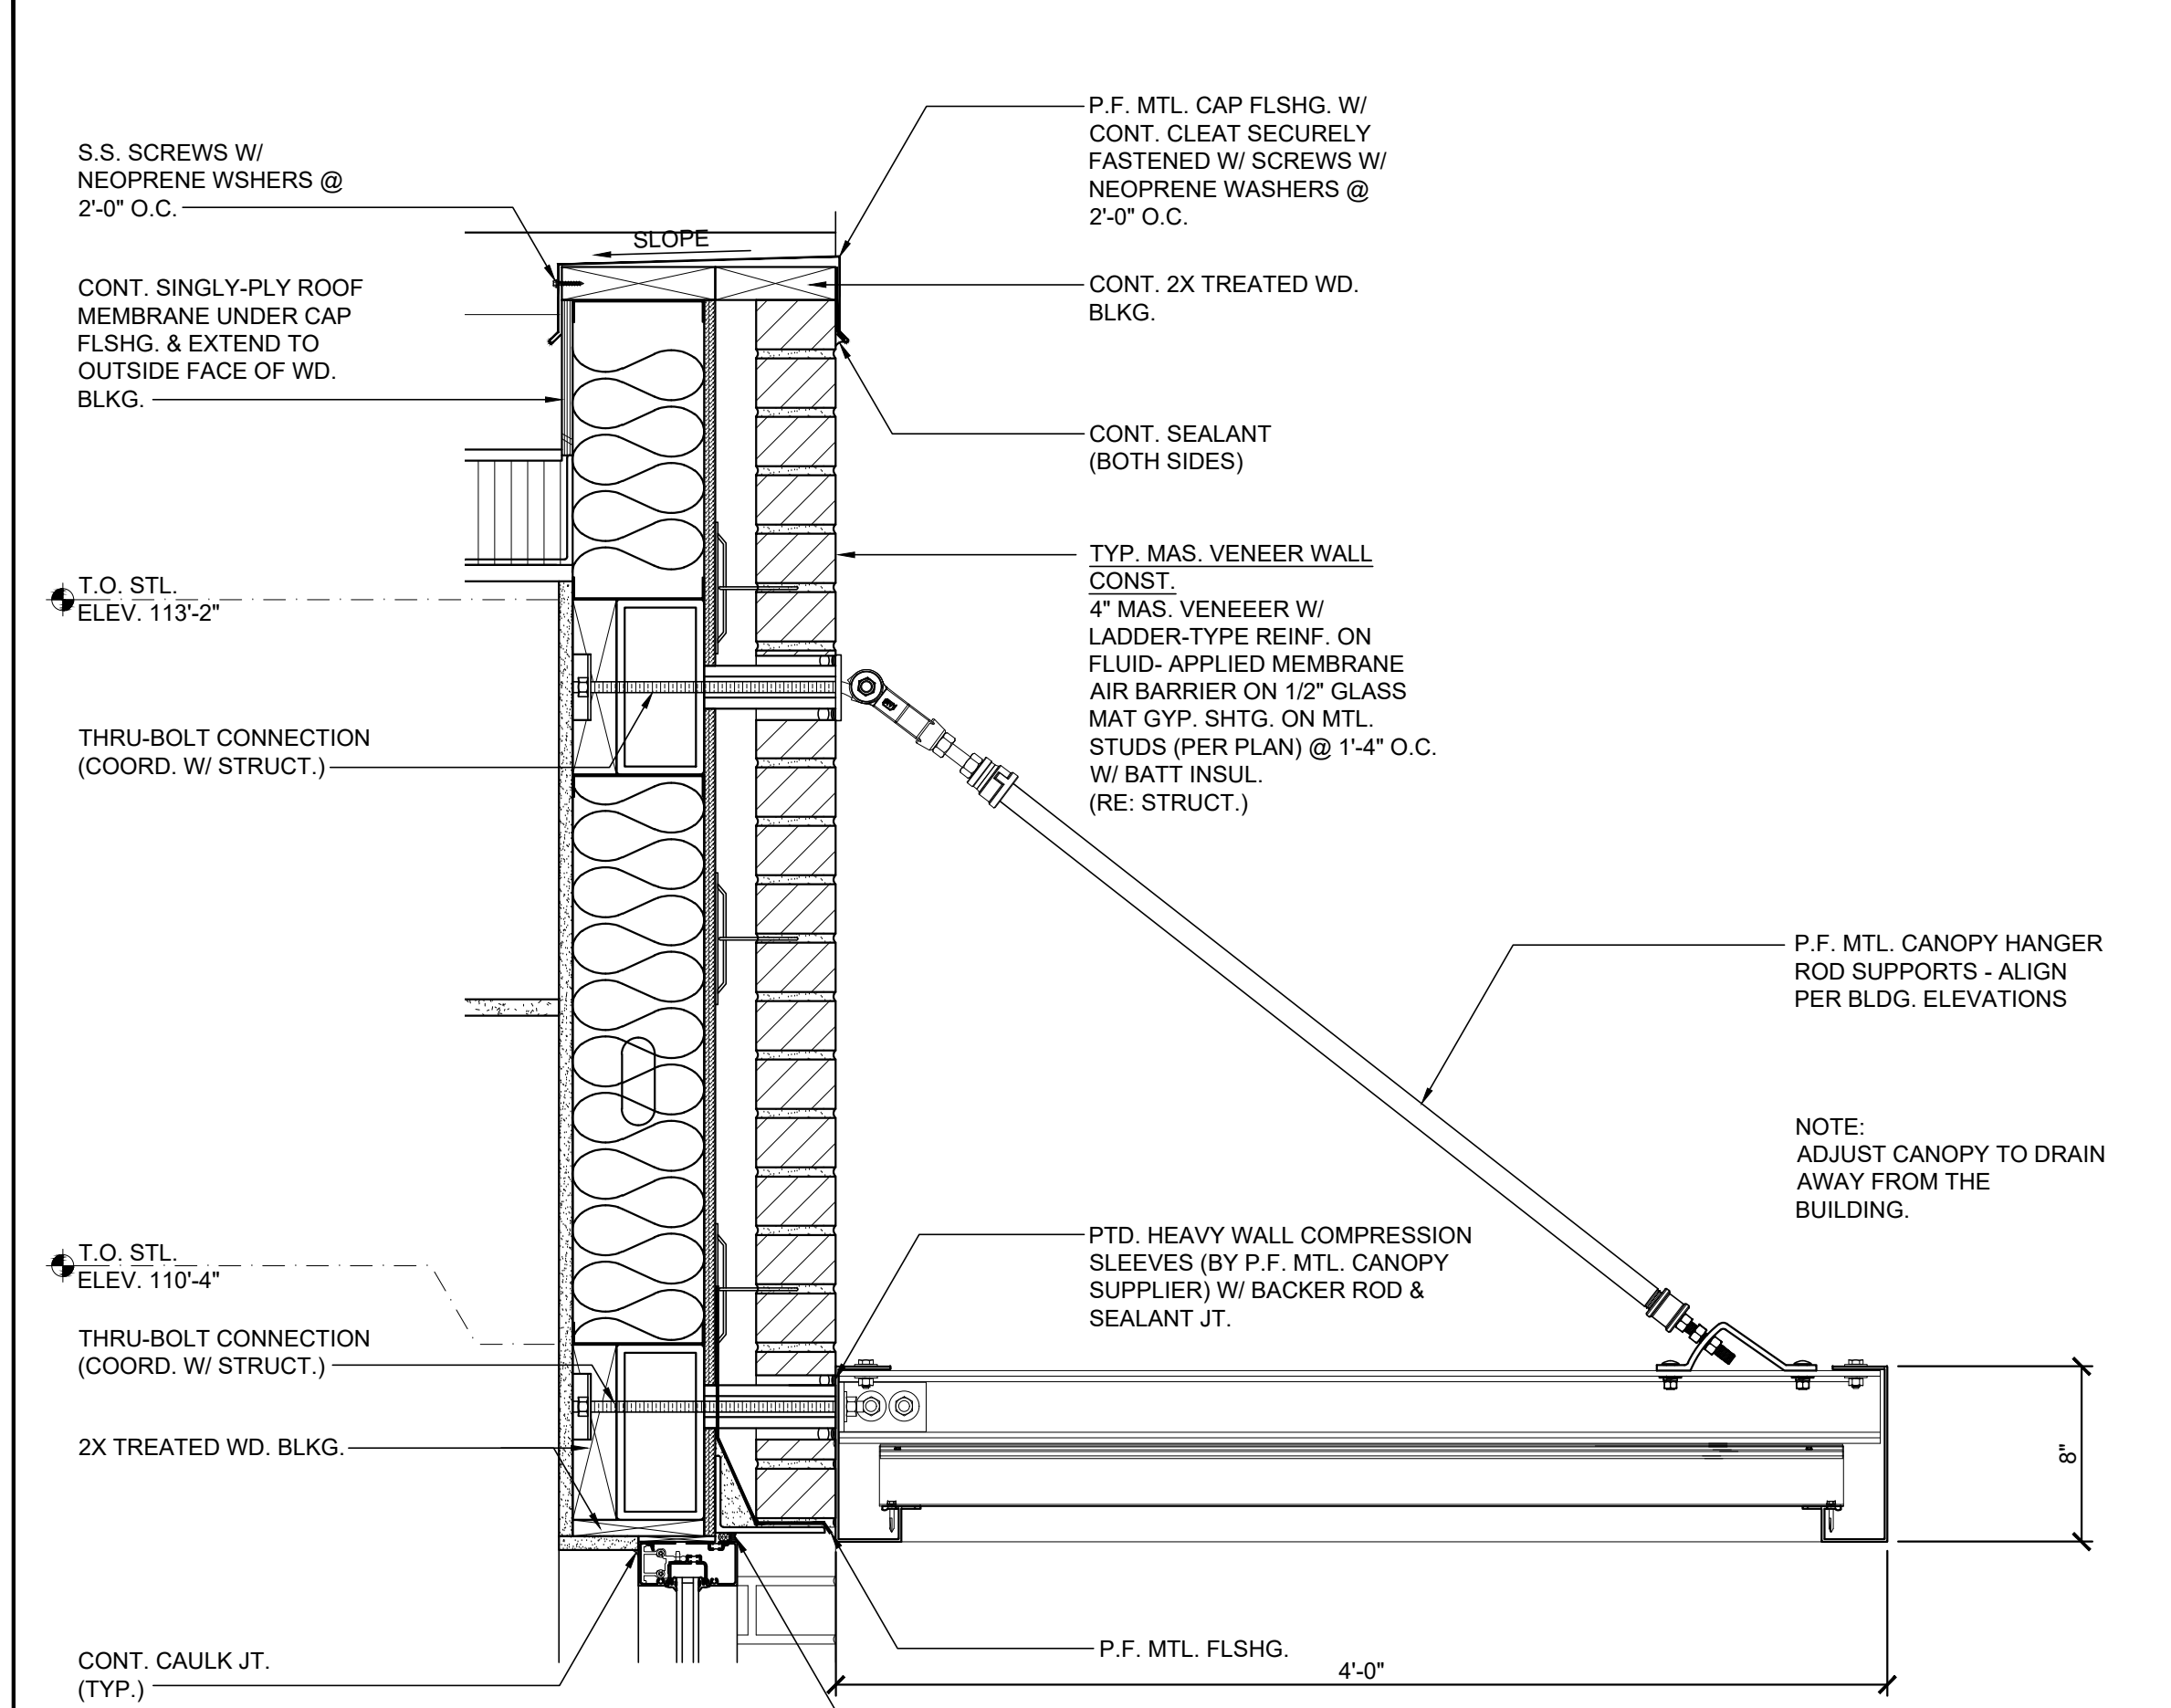 S.S. SCREWS W/
NEOPRENE WSHERS @
2'-0" O.C.
CONT. SINGLY-PLY ROOF
MEMBRANE UNDER CAP
FLSHG. & EXTEND TO
OUTSIDE FACE OF WD.
BLKG.
T.O. STL.
ELEV. 113'-2"
THRU-BOLT CONNECTION
(COORD. W/ STRUCT.)
T.O. STL.
ELEV. 110'-4"
THRU-BOLT CONNECTION
(COORD. W/ STRUCT.)
2X TREATED WD. BLKG.
CONT. CAULK JT.
(TYP.)
SLOPE
P.F. MTL. CAP FLSHG. W/
CONT. CLEAT SECURELY
FASTENED W/ SCREWS W/
NEOPRENE WASHERS @
2'-0" O.C.
CONT. 2X TREATED WD.
BLKG.
CONT. SEALANT
(BOTH SIDES)
TYP. MAS. VENEER WALL
CONST.
4" MAS. VENEEER W/
LADDER-TYPE REINF. ON
FLUID- APPLIED MEMBRANE
AIR BARRIER ON 1/2" GLASS
MAT GYP. SHTG. ON MTL.
STUDS (PER PLAN) @ 1'-4" O.C.
W/ BATT INSUL.
(RE: STRUCT.)
P.F. MTL. CANOPY HANGER
ROD SUPPORTS - ALIGN
PER BLDG. ELEVATIONS
NOTE:
ADJUST CANOPY TO DRAIN
AWAY FROM THE
BUILDING.
PTD. HEAVY WALL COMPRESSION
SLEEVES (BY P.F. MTL. CANOPY
SUPPLIER) W/ BACKER ROD &
SEALANT JT.
8"
P.F. MTL. FLSHG.
4'-0"